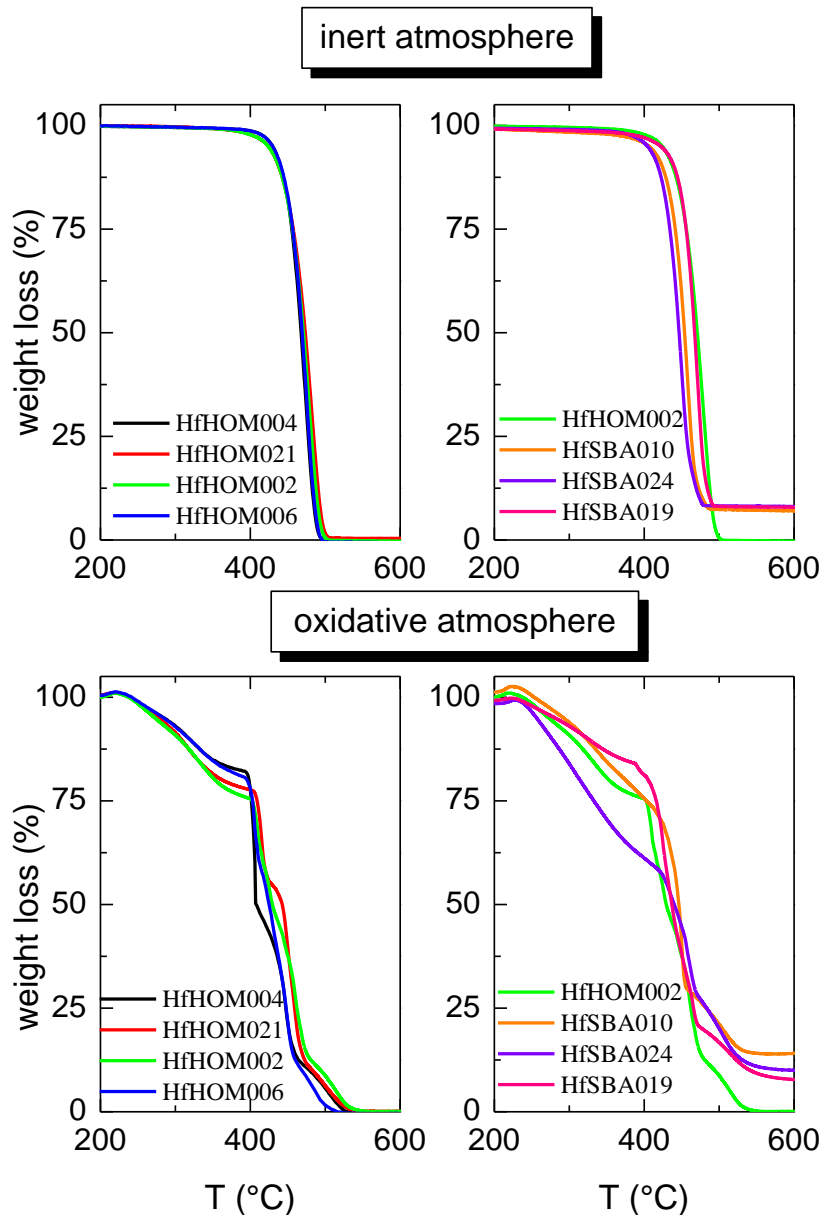 inert atmosphere
100
75
50
25
0
200
400
600
weight loss (%)
HfHOM004
HfHOM021
HfHOM002
HfHOM006
100
75
50
25
0
200
400
600
HfHOM002
HfSBA010
HfSBA024
HfSBA019
oxidative atmosphere
100
75
50
25
0
200
400
600
weight loss (%)
T (°C)
HfHOM004
HfHOM021
HfHOM002
HfHOM006
100
75
50
25
0
200
400
600
T (°C)
HfHOM002
HfSBA010
HfSBA024
HfSBA019